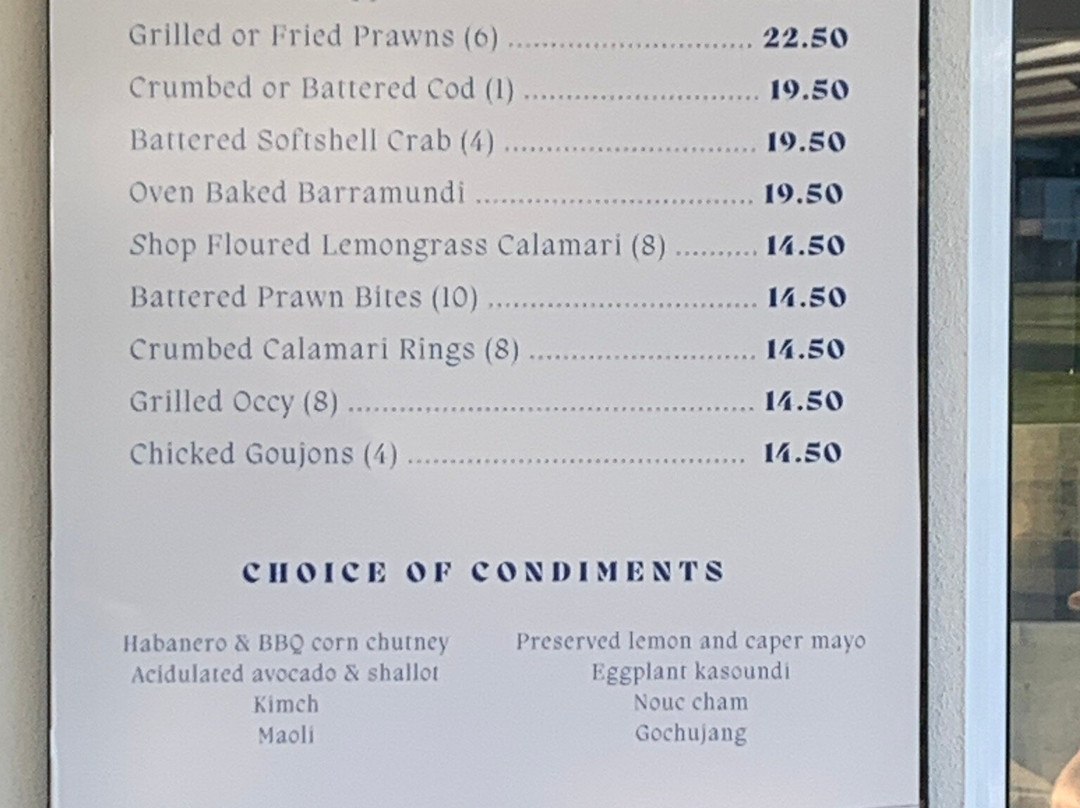 Grilled or Fried Prawns (6) ............................ 22.50
Crumbed or Battered Cod (1) ............................ 19.50
Battered Softshell Crab (4) ............................. 19.50
Oven Baked Barramundi ................................ 19.50
Shop Floured Lemongrass Calamari (8) .......... 14.50
Battered Prawn Bites (10) ............................... 14.50
Crumbed Calamari Rings (8) .......................... 14.50
Grilled Occy (8) ............................................... 14.50
Chicked Goujons (4) ....................................... 14.50
CHOICE OF CONDIMENTS
Habanero & BBQ corn chutney
Acidulated avocado & shallot
Kimch
Maoli
Preserved lemon and caper mayo
Eggplant kasoundi
Nouc cham
Gochujang